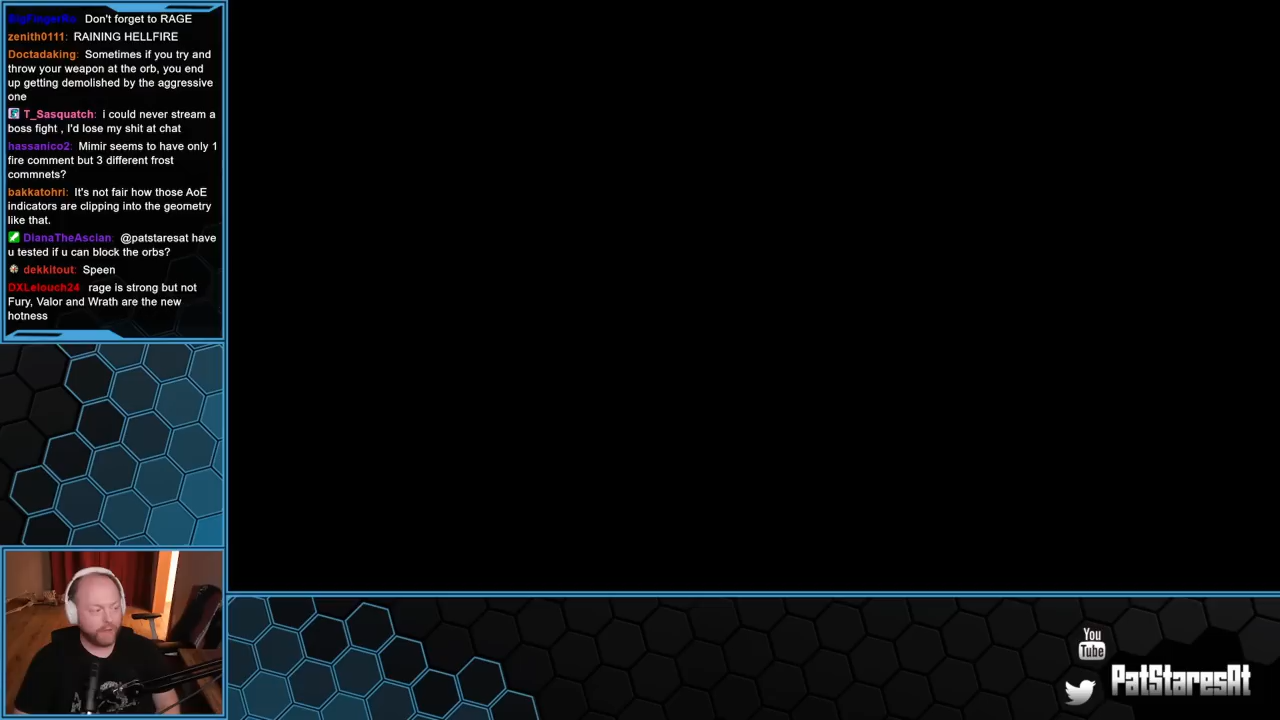 BigFingerRo: Don't forget to RAGE
zenith0111: RAINING HELLFIRE
Doctadaking: Sometimes if you try and
throw your weapon at the orb, you end
up getting demolished by the aggressive
one
T_Sasquatch: i could never stream a
boss fight , I'd lose my shit at chat
hassanico2: Mimir seems to have only 1
fire comment but 3 different frost
commnets?
bakkatohri: It's not fair how those AoE
indicators are clipping into the geometry
like that.
DianaTheAscian: @patstaresat have
u tested if u can block the orbs?
dekkitout: Speen
DXLelouch24: rage is strong but not
Fury, Valor and Wrath are the new
hotness
You
Tube
PatStaresAt